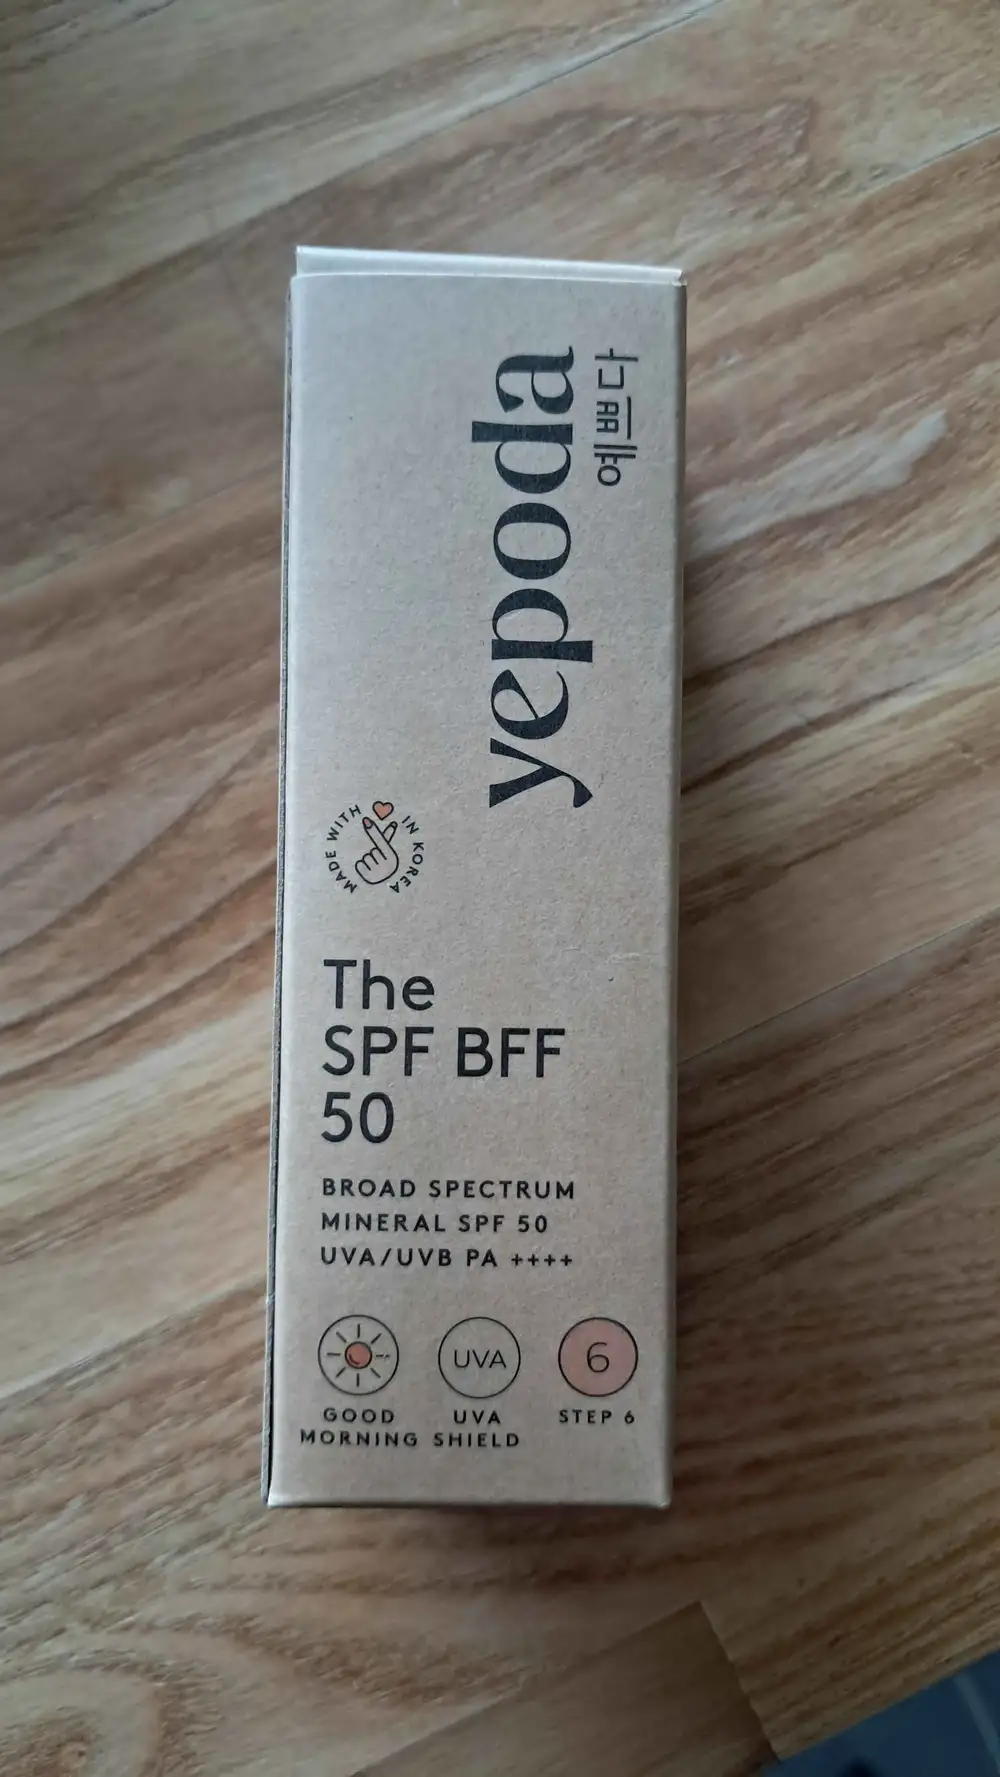 yepoda
예쁘다
MADE WITH IN KOREA
The
SPF BFF
50
BROAD SPECTRUM
MINERAL SPF 50
UVA/UVB PA ++++
UVA
6
GOOD MORNING
UVA SHIELD
STEP 6